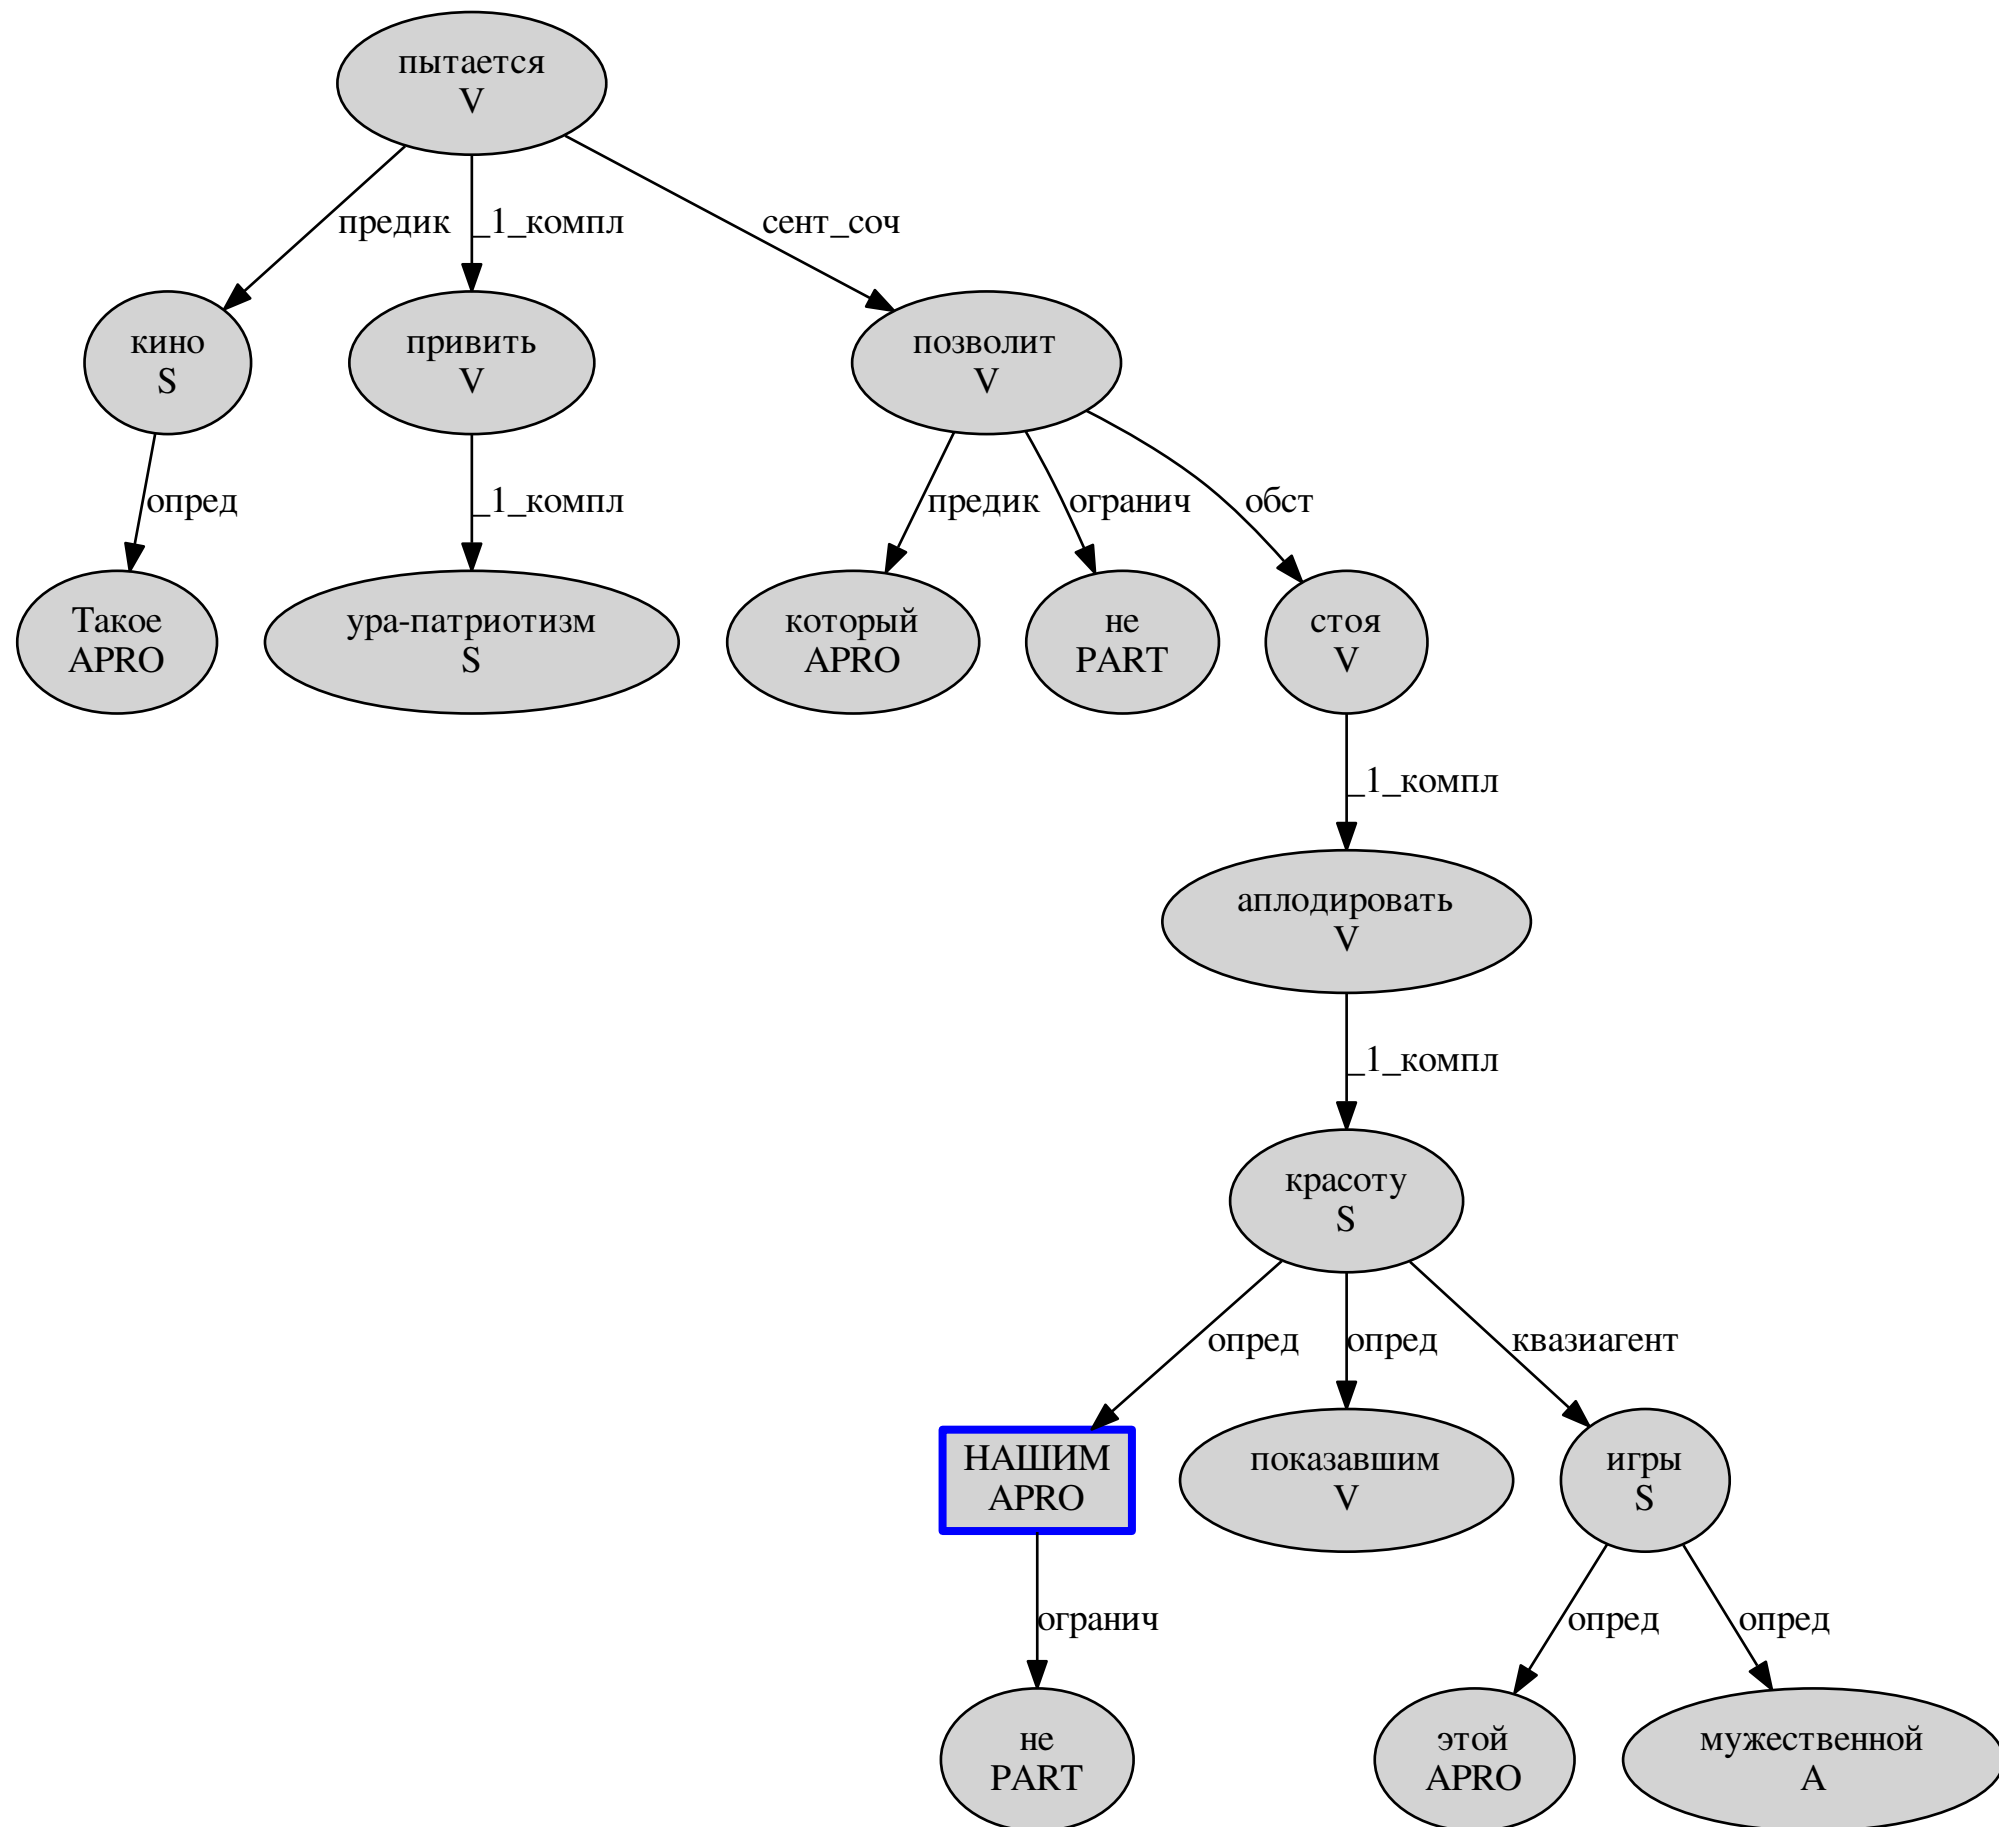 пытается
V
предик
_1_компл
сент_соч
кино
S
привить
V
позволит
V
опред
_1_компл
предик
огранич
обст
Такое
APRO
ура-патриотизм
S
который
APRO
не
PART
стоя
V
_1_компл
аплодировать
V
_1_компл
красоту
S
опред
опред
квазиагент
НАШИМ
APRO
показавшим
V
игры
S
огранич
опред
опред
не
PART
этой
APRO
мужественной
A